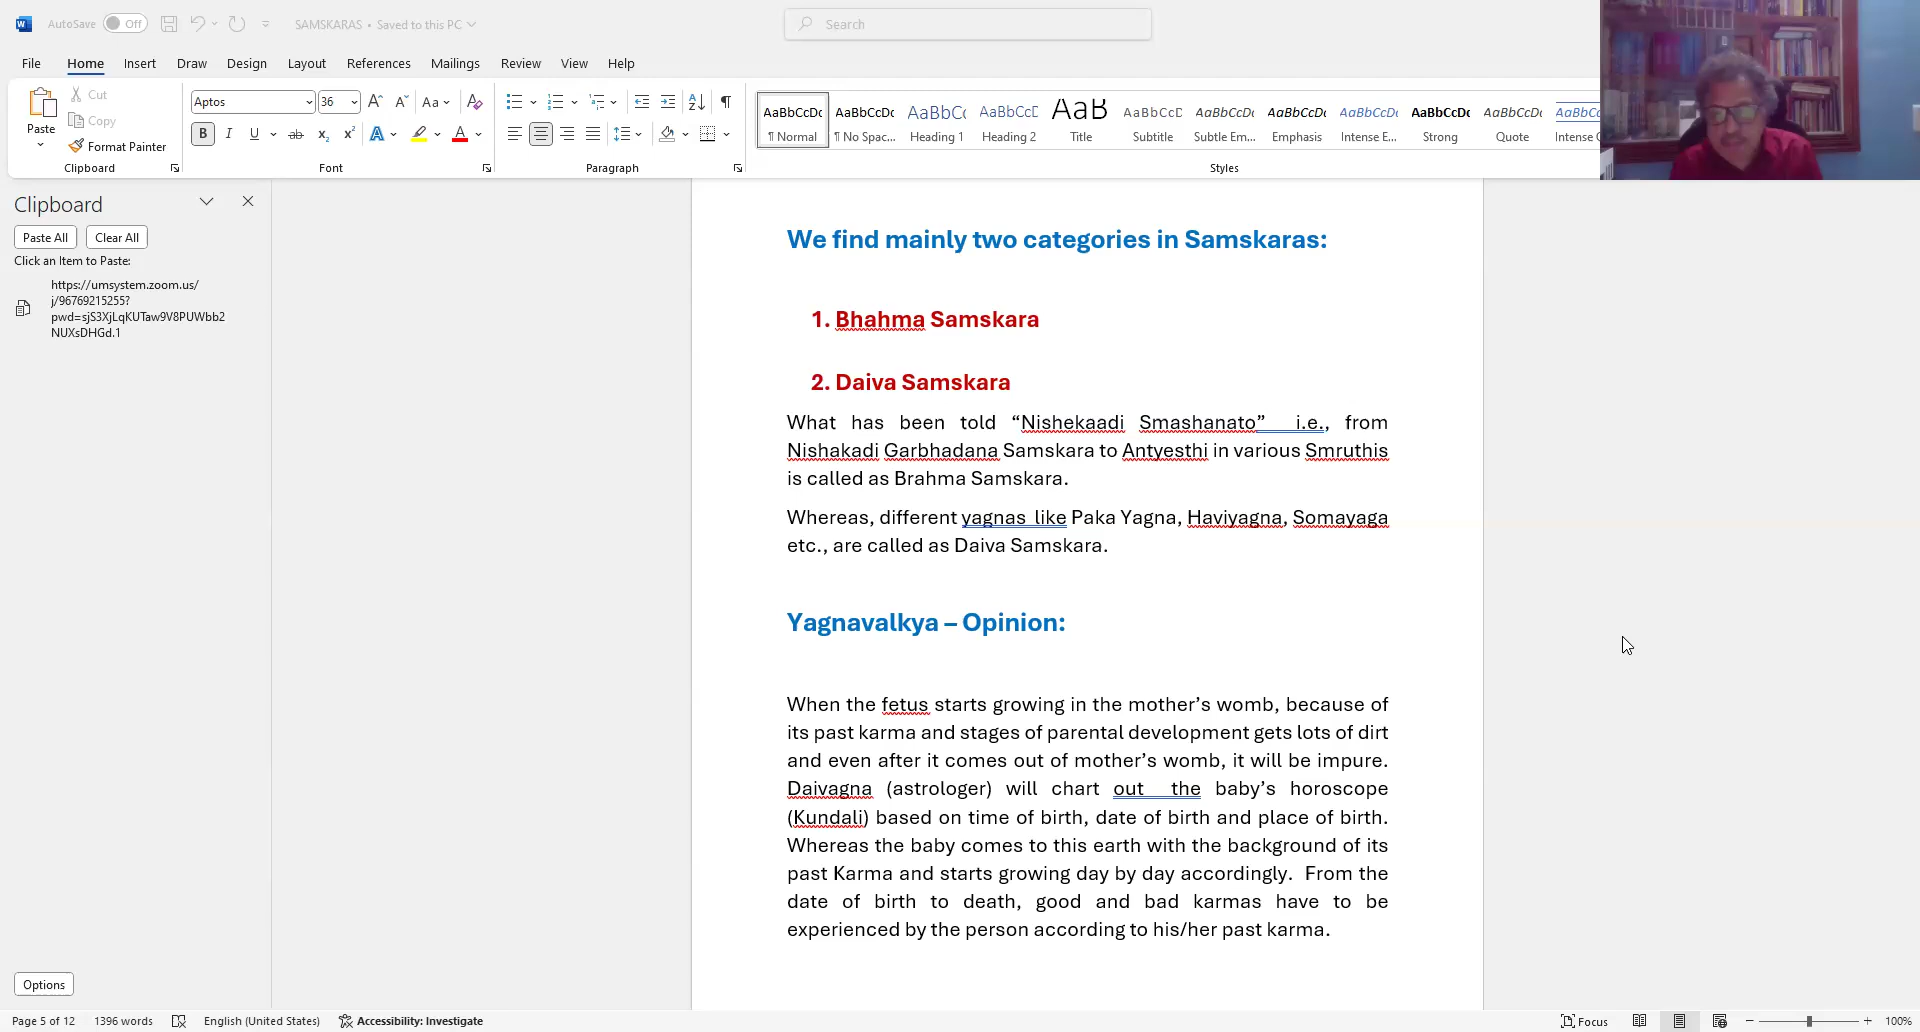 AutoSave Off SAMSKARAS • Saved to this PC Search
File Home Insert Draw Design Layout References Mailings Review View Help
Paste Cut Copy Format Painter
Clipboard
Aptos 36
Font
Paragraph
AaBbCcDc AaBbCcDc AaBbCc AaBbCcD AaB AaBbCcD AaBbCcDc AaBbCcDc AaBbCcDc AaBbCcDc AaBbCcDc AaBbCcDc
¶ Normal ¶ No Spac... Heading 1 Heading 2 Title Subtitle Subtle Em... Emphasis Intense E... Strong Quote Intense
Styles
Clipboard
Paste All Clear All
Click an Item to Paste:
https://umsystem.zoom.us/
j/96769215255?
pwd=sjS3XjLqKUTaw9V8PUWbb2
NUXsDHGd.1
Options
We find mainly two categories in Samskaras:
1. Bhahma Samskara
2. Daiva Samskara
What has been told “Nishekaadi Smashanato” i.e., from
Nishakadi Garbhadana Samskara to Antyesthi in various Smruthis
is called as Brahma Samskara.
Whereas, different yagnas like Paka Yagna, Haviyagna, Somayaga
etc., are called as Daiva Samskara.
Yagnavalkya – Opinion:
When the fetus starts growing in the mother’s womb, because of
its past karma and stages of parental development gets lots of dirt
and even after it comes out of mother’s womb, it will be impure.
Daivagna (astrologer) will chart out the baby’s horoscope
(Kundali) based on time of birth, date of birth and place of birth.
Whereas the baby comes to this earth with the background of its
past Karma and starts growing day by day accordingly. From the
date of birth to death, good and bad karmas have to be
experienced by the person according to his/her past karma.
Page 5 of 12 1396 words English (United States) Accessibility: Investigate Focus 100%